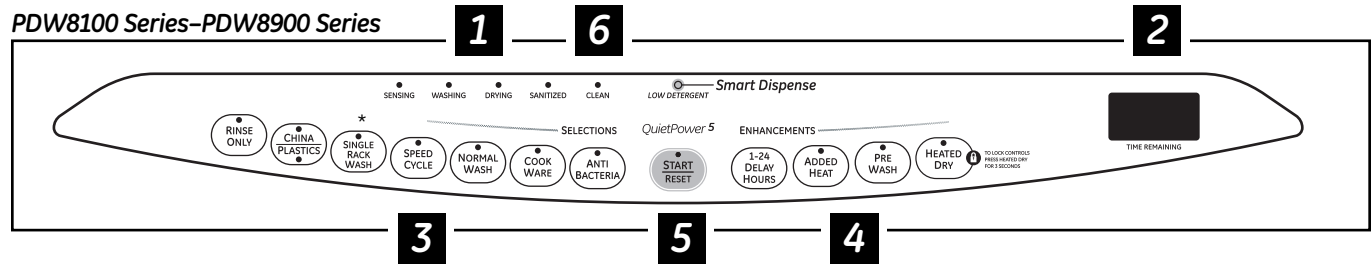 PDW8100 Series–PDW8900 Series
1
6
2
SENSING
WASHING
DRYING
SANITIZED
CLEAN
LOW DETERGENT
Smart Dispense
*
SELECTIONS
QuietPower 5
ENHANCEMENTS
TIME REMAINING
RINSE
ONLY
CHINA
PLASTICS
SINGLE
RACK
WASH
SPEED
CYCLE
NORMAL
WASH
COOK
WARE
ANTI
BACTERIA
START
RESET
1-24
DELAY
HOURS
ADDED
HEAT
PRE
WASH
HEATED
DRY
TO LOCK CONTROLS
PRESS HEATED DRY
FOR 3 SECONDS
3
5
4